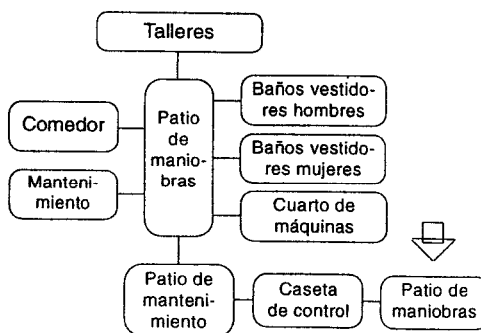 Talleres
Baños vestido-
res hombres
Comedor
Patio
de
manio-
bras
Baños vestido-
res mujeres
Manteni-
miento
Cuarto de
máquinas
Patio de
manteni-
miento
Caseta
de control
Patio de
maniobras